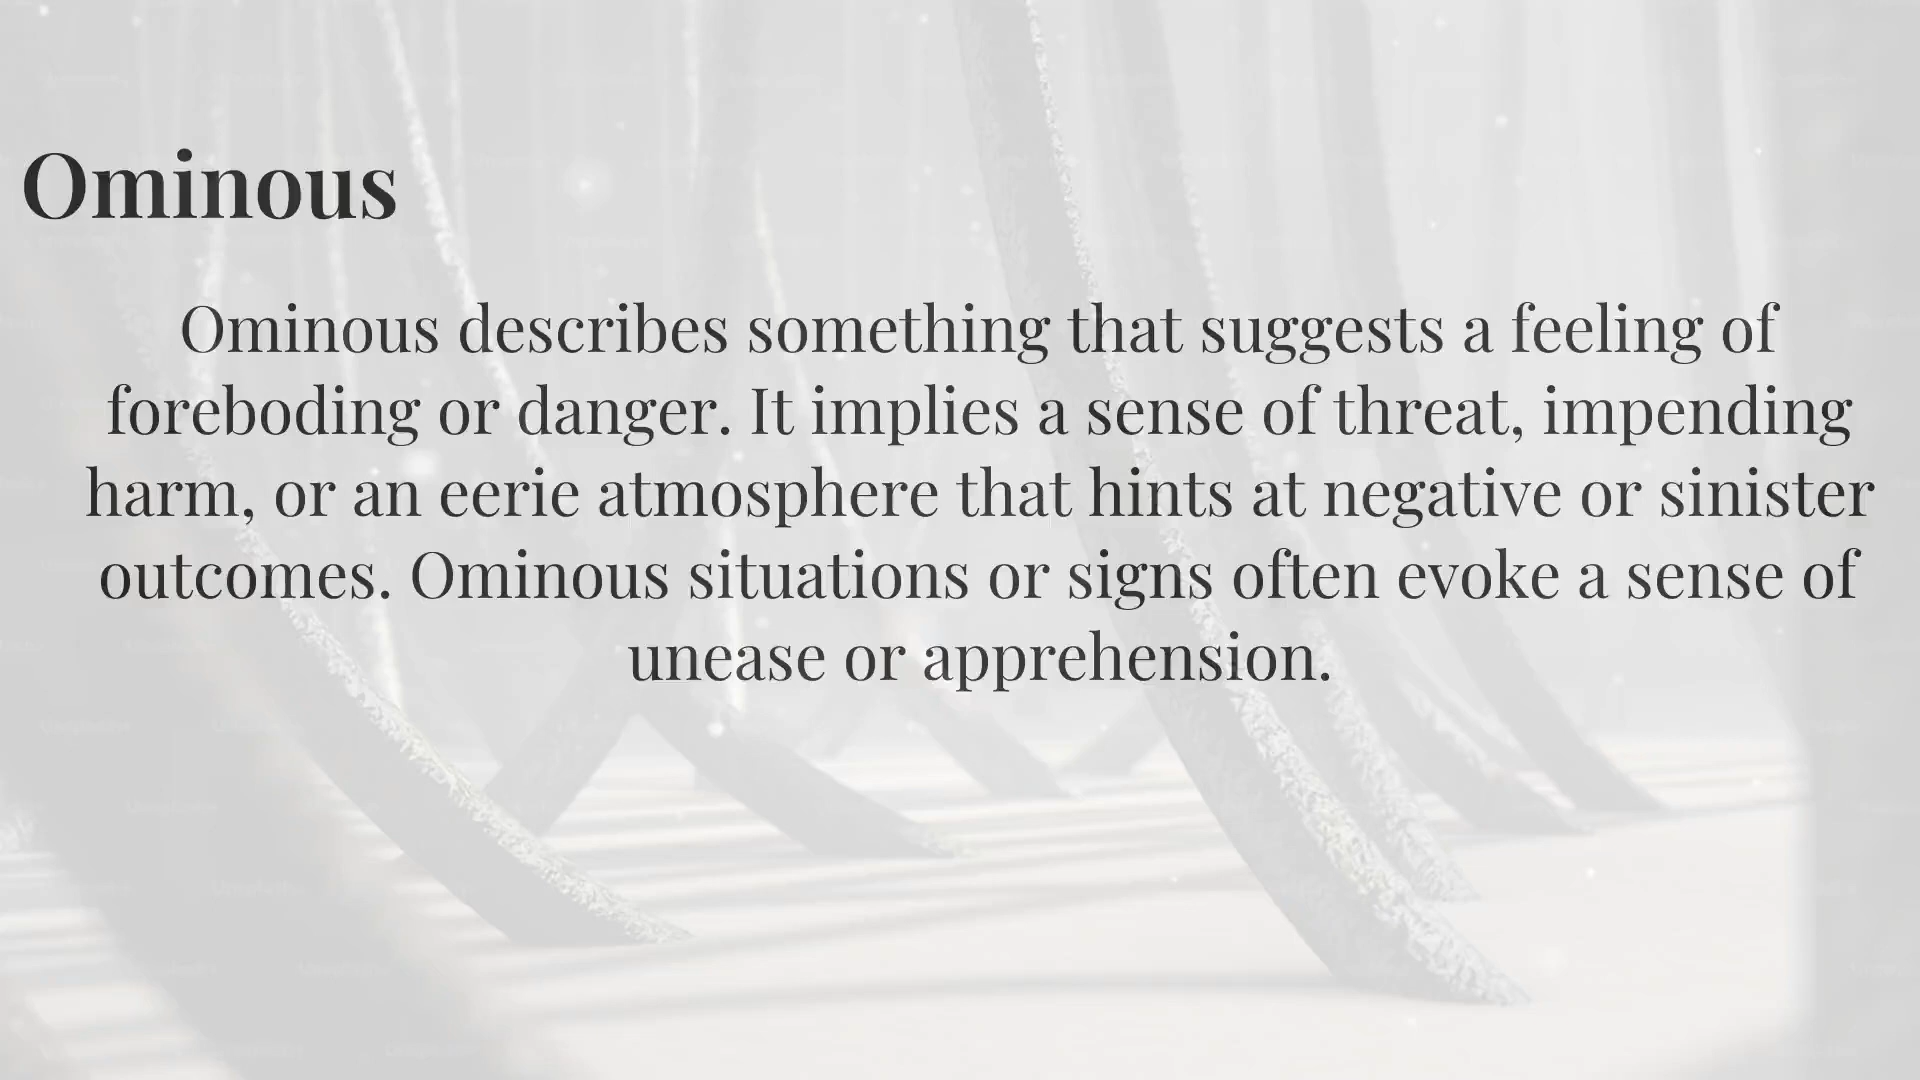 Ominous
Ominous describes something that suggests a feeling of
foreboding or danger. It implies a sense of threat, impending
harm, or an eerie atmosphere that hints at negative or sinister
outcomes. Ominous situations or signs often evoke a sense of
unease or apprehension.